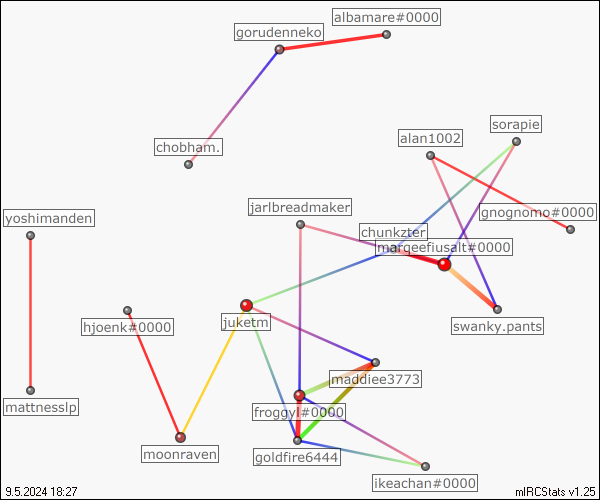 albamare#0000
gorudenneko
sorapie
alan1002
chobham.
jarlbreadmaker
gnognomo#0000
yoshimanden
chunkzter
marqeefiusalt#0000
hjoenk#0000
juketm
swanky.pants
maddiee3773
mattnesslp
froggyl#0000
moonraven
goldfire6444
ikeachan#0000
9.5.2024 18:27
mIRCStats v1.25